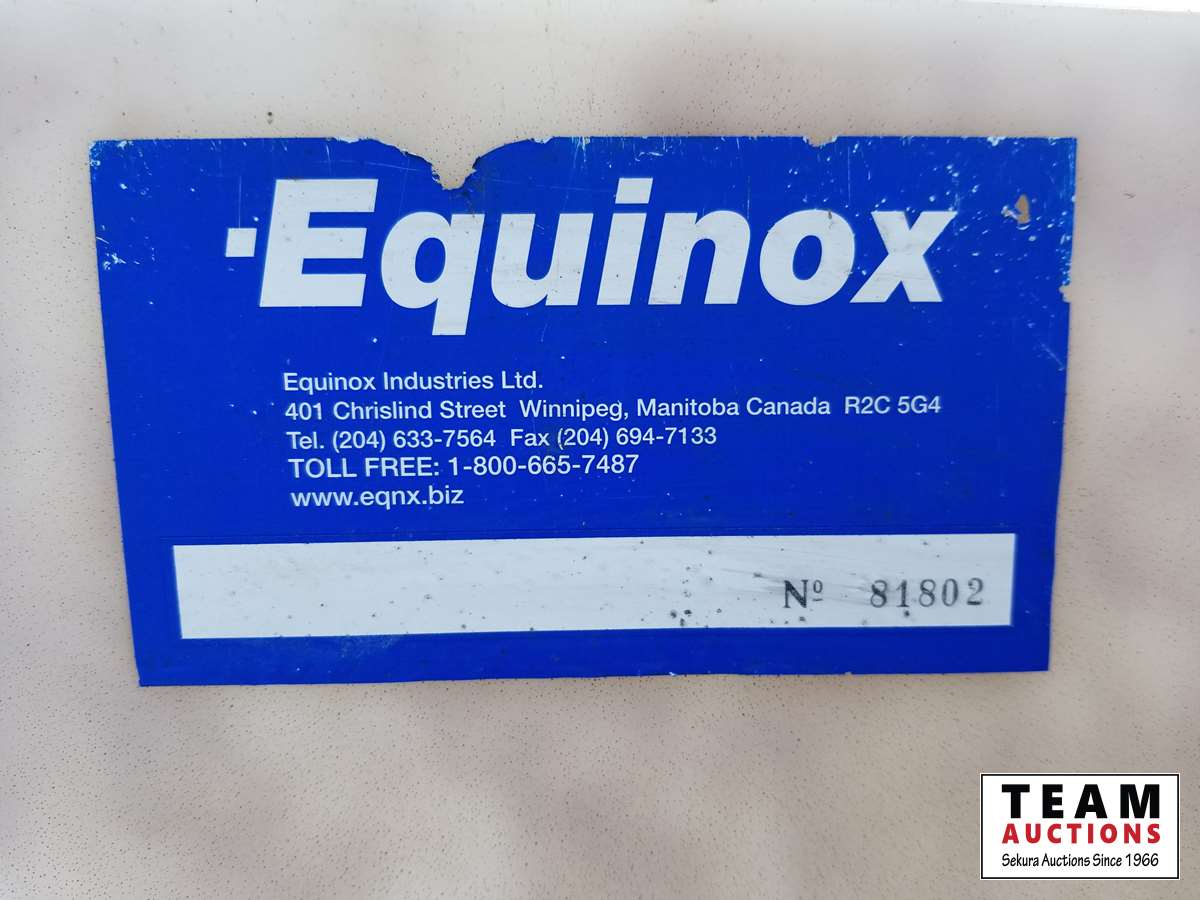 Equinox
Equinox Industries Ltd.
401 Chrislind Street Winnipeg, Manitoba Canada R2C 5G4
Tel. (204) 633-7564 Fax (204) 694-7133
TOLL FREE: 1-800-665-7487
www.eqnx.biz
Nº 81802
TEAM
AUCTIONS
Sekura Auctions Since 1966